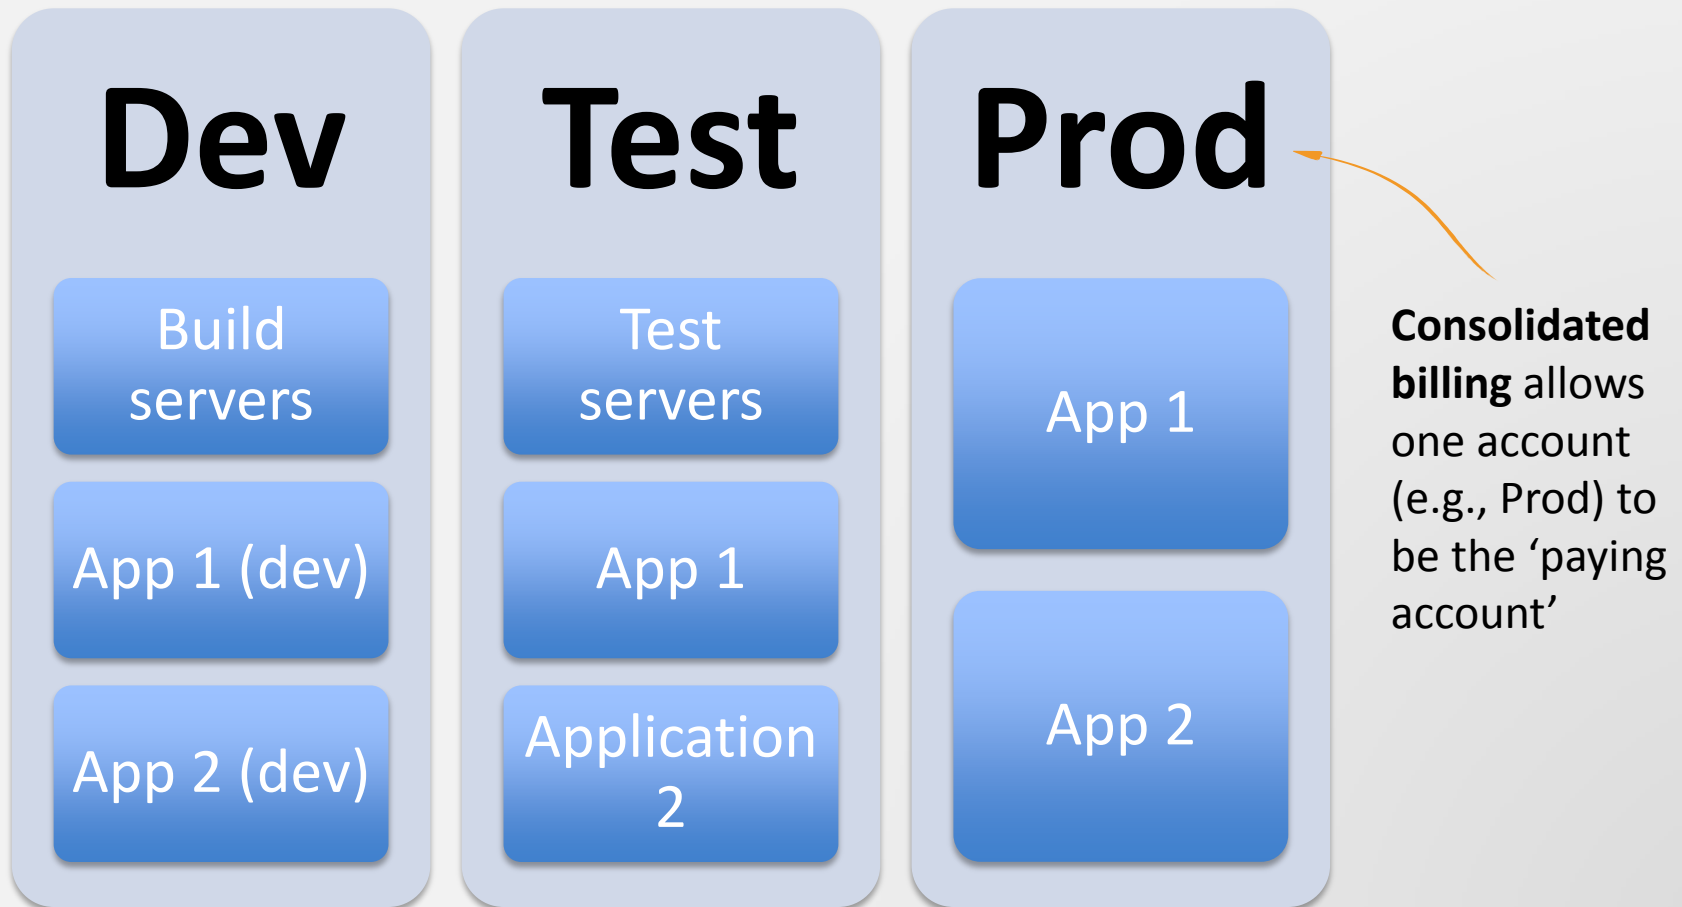 Dev
Build
servers
App 1 (dev)
App 2 (dev)
Test
Test
servers
App 1
Application
2
Prod
App 1
App 2
Consolidated
billing allows
one account
(e.g., Prod) to
be the ‘paying
account’